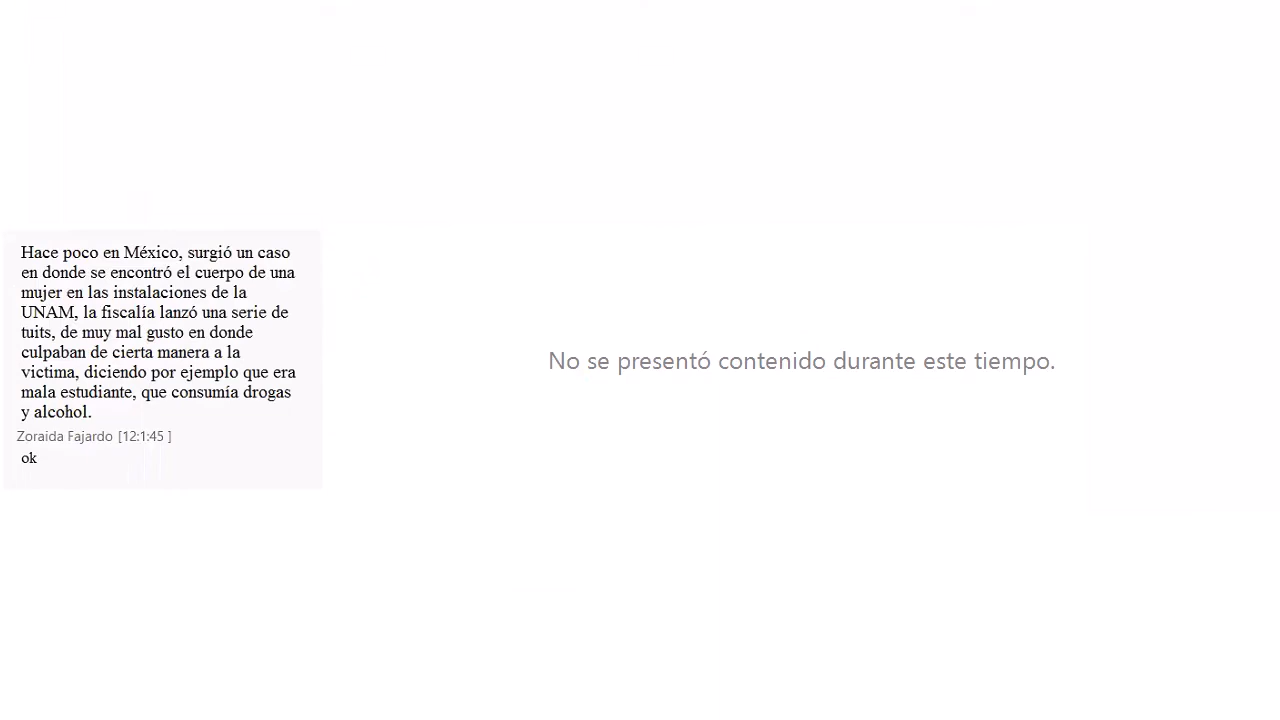 Hace poco en México, surgió un caso
en donde se encontró el cuerpo de una
mujer en las instalaciones de la
UNAM, la fiscalía lanzó una serie de
tuits, de muy mal gusto en donde
culpaban de cierta manera a la
victima, diciendo por ejemplo que era
mala estudiante, que consumía drogas
y alcohol.
Zoraida Fajardo [12:1:45 ]
ok
No se presentó contenido durante este tiempo.